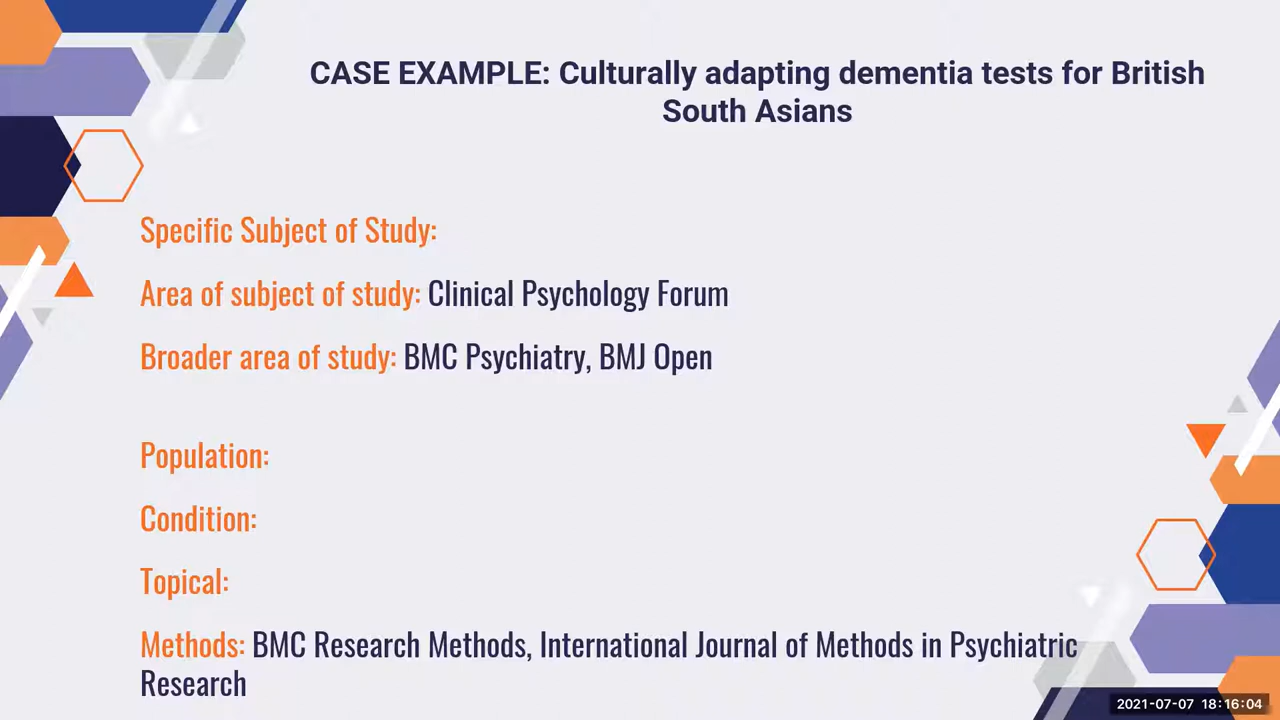 CASE EXAMPLE: Culturally adapting dementia tests for British
South Asians
Specific Subject of Study:
Area of subject of study: Clinical Psychology Forum
Broader area of study: BMC Psychiatry, BMJ Open
Population:
Condition:
Topical:
Methods: BMC Research Methods, International Journal of Methods in Psychiatric
Research
2021-07-07 18:16:04